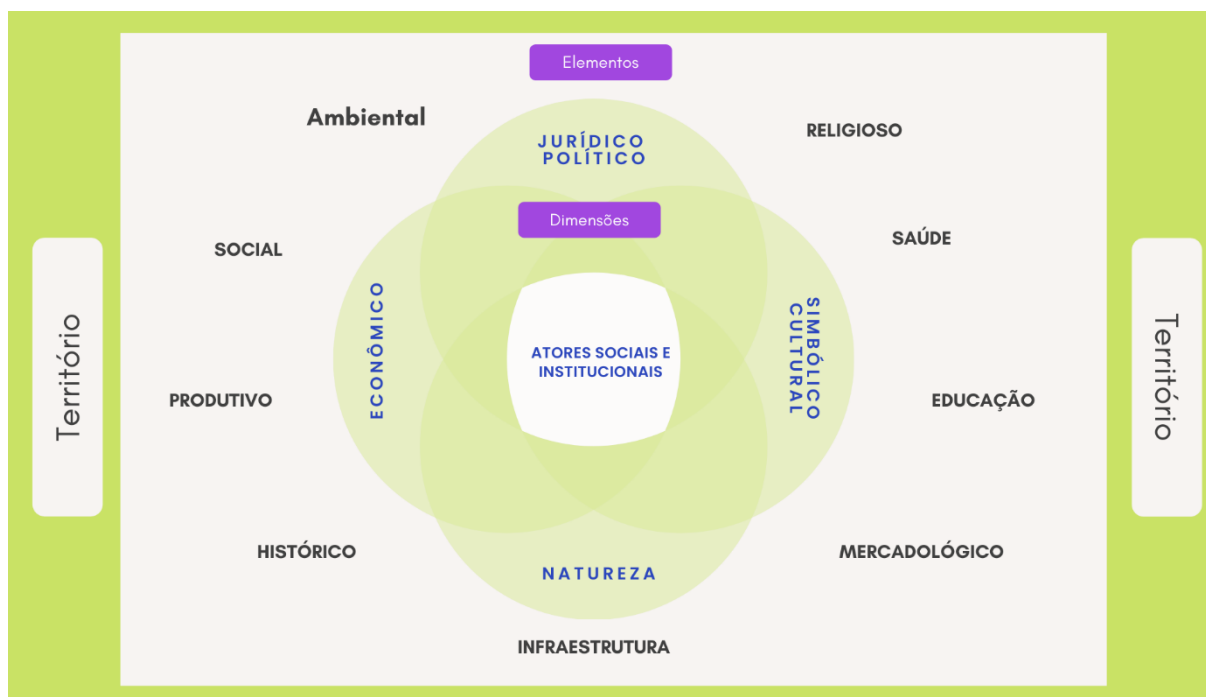 Elementos
Ambiental
RELIGIOSO
JURÍDICO
POLÍTICO
Dimensões
SOCIAL
SAÚDE
Território
ECONÔMICO
ATORES SOCIAIS E
INSTITUCIONAIS
SIMBÓLICO
CULTURAL
Território
PRODUTIVO
EDUCAÇÃO
HISTÓRICO
MERCADOLÓGICO
NATUREZA
INFRAESTRUTURA